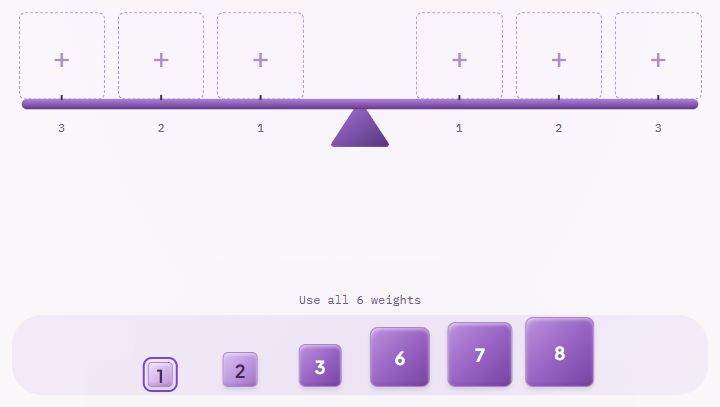 + + + + + +
3 2 1 1 2 3
Use all 6 weights
1 2 3 6 7 8